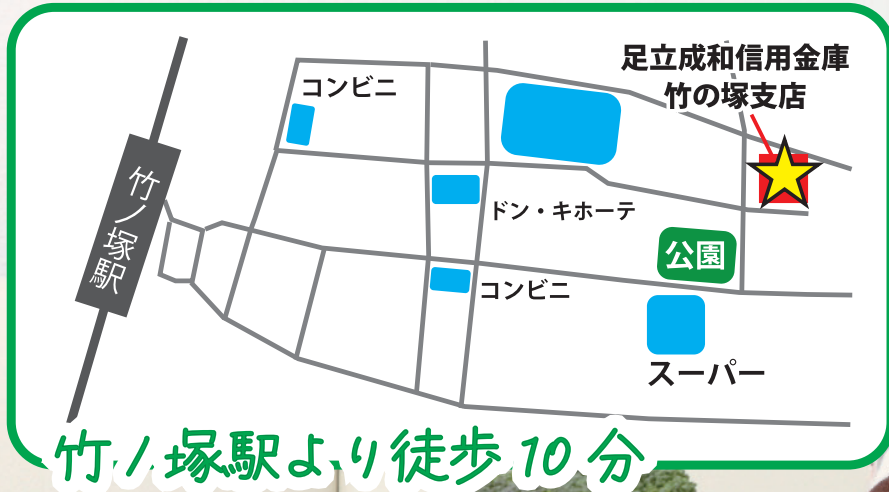 足立成和信用金庫
竹の塚支店
コンビニ
竹ノ塚駅
ドン・キホーテ
公園
コンビニ
スーパー
竹ノ塚駅より徒歩10分